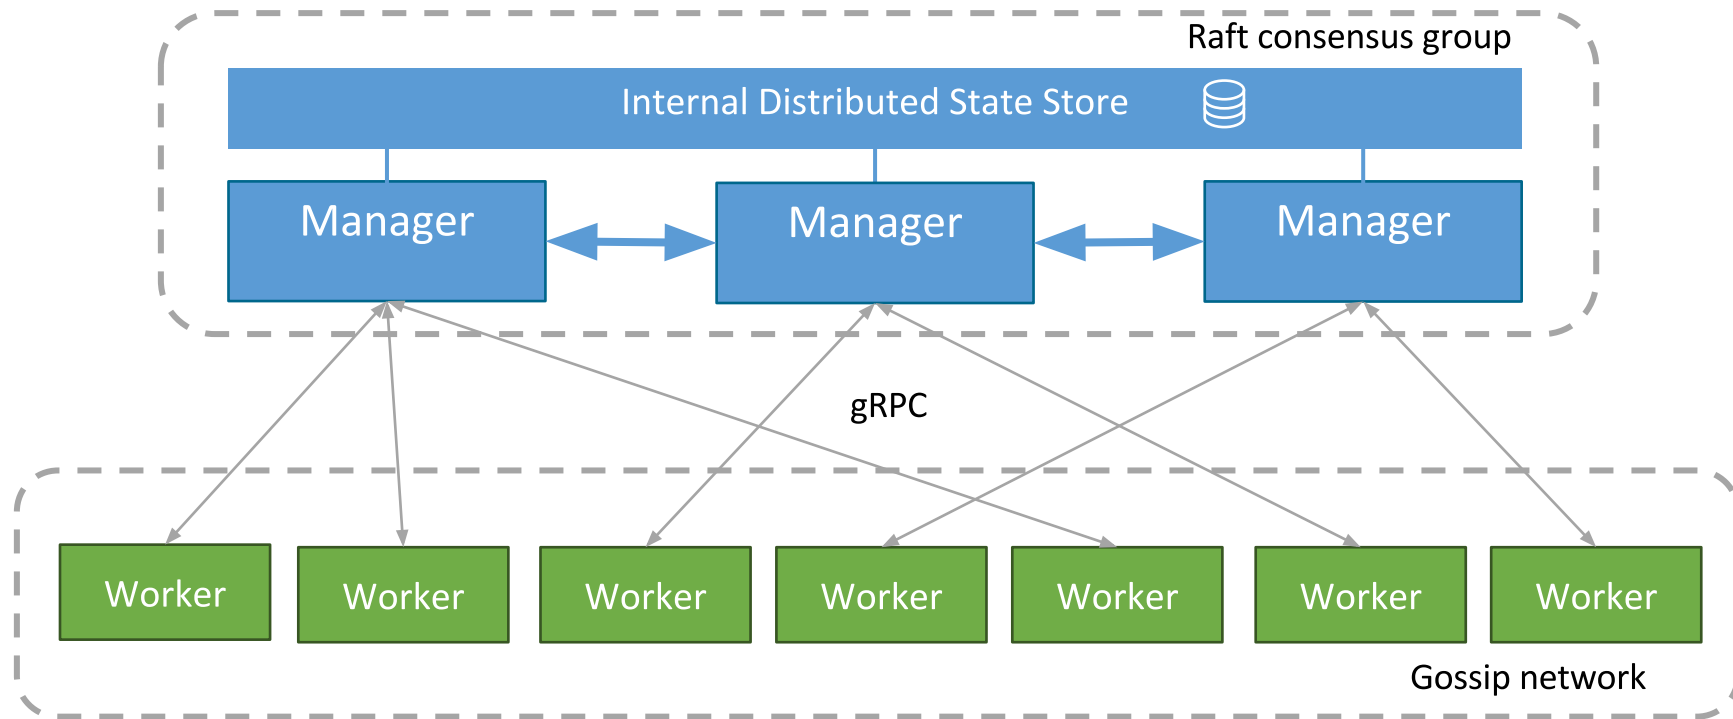 Raft consensus group
Internal Distributed State Store
Manager
Manager
Manager
gRPC
Worker
Worker
Worker
Worker
Worker
Worker
Worker
Gossip network